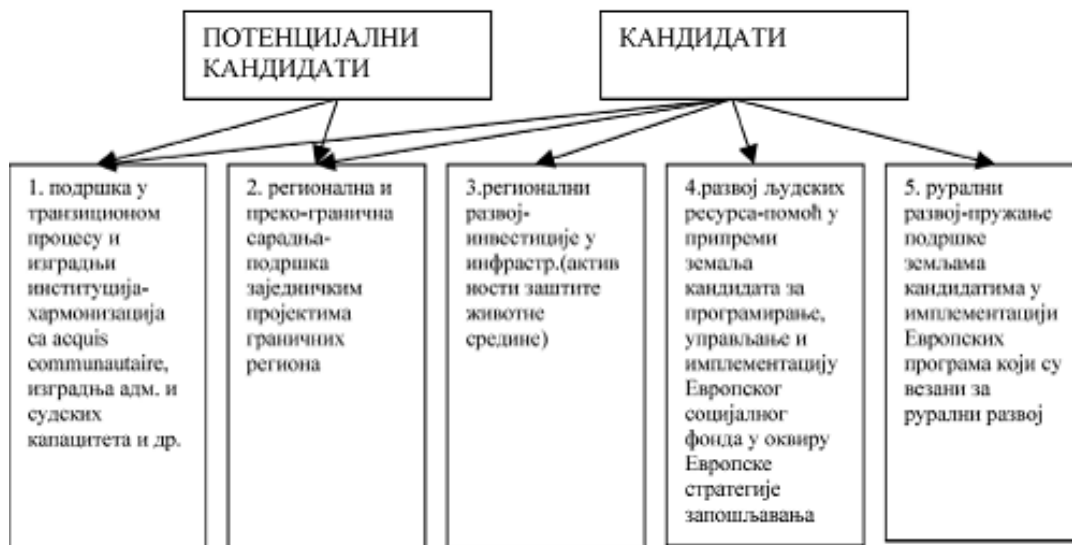 ПОТЕНЦИЈАЛНИ
КАНДИДАТИ
КАНДИДАТИ
1. подршка у
транзиционом
процесу и
изградњи
институција-
хармонизација
са acquis
communautaire,
изградња адм. и
судских
капацитета и др.
2. регионална и
преко-гранична
сарадња-
подршка
заједничким
пројектима
граничних
региона
3.регионални
развој-
инвестиције у
инфрастр.(актив
ности заштите
животне
средине)
4.развој људских
ресурса-помоћ у
припреми
земаља
кандидата за
програмирање,
управљање и
имплементацију
Европског
социјалног
фонда у оквиру
Европске
стратегије
запошљавања
5. рурални
развој-пружање
подршке
земљама
кандидатима у
имплементацији
Европских
програма који су
везани за
рурални развој